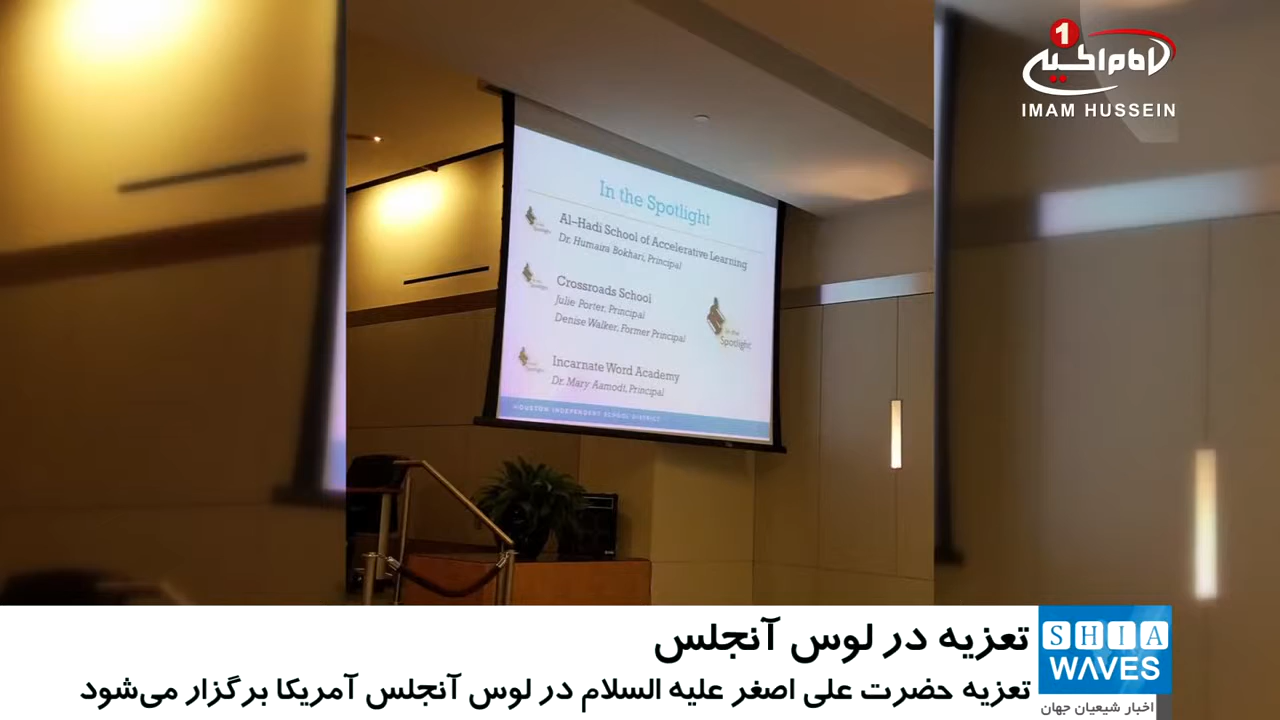 1
امام حسین
IMAM HUSSEIN
In the Spotlight
Al-Hadi School of Accelerative Learning
Dr. Humaira Bokhari, Principal
Crossroads School
Julie Porter, Principal
Denise Walker, Former Principal
Incarnate Word Academy
Dr. Mary Aamodt, Principal
in the
Spotlight
HOUSTON INDEPENDENT SCHOOL DISTRICT
تعزیه در لوس آنجلس
SHIA
WAVES
تعزیه حضرت علی اصغر علیه السلام در لوس آنجلس آمریکا برگزار می‌شود
اخبار شیعیان جهان